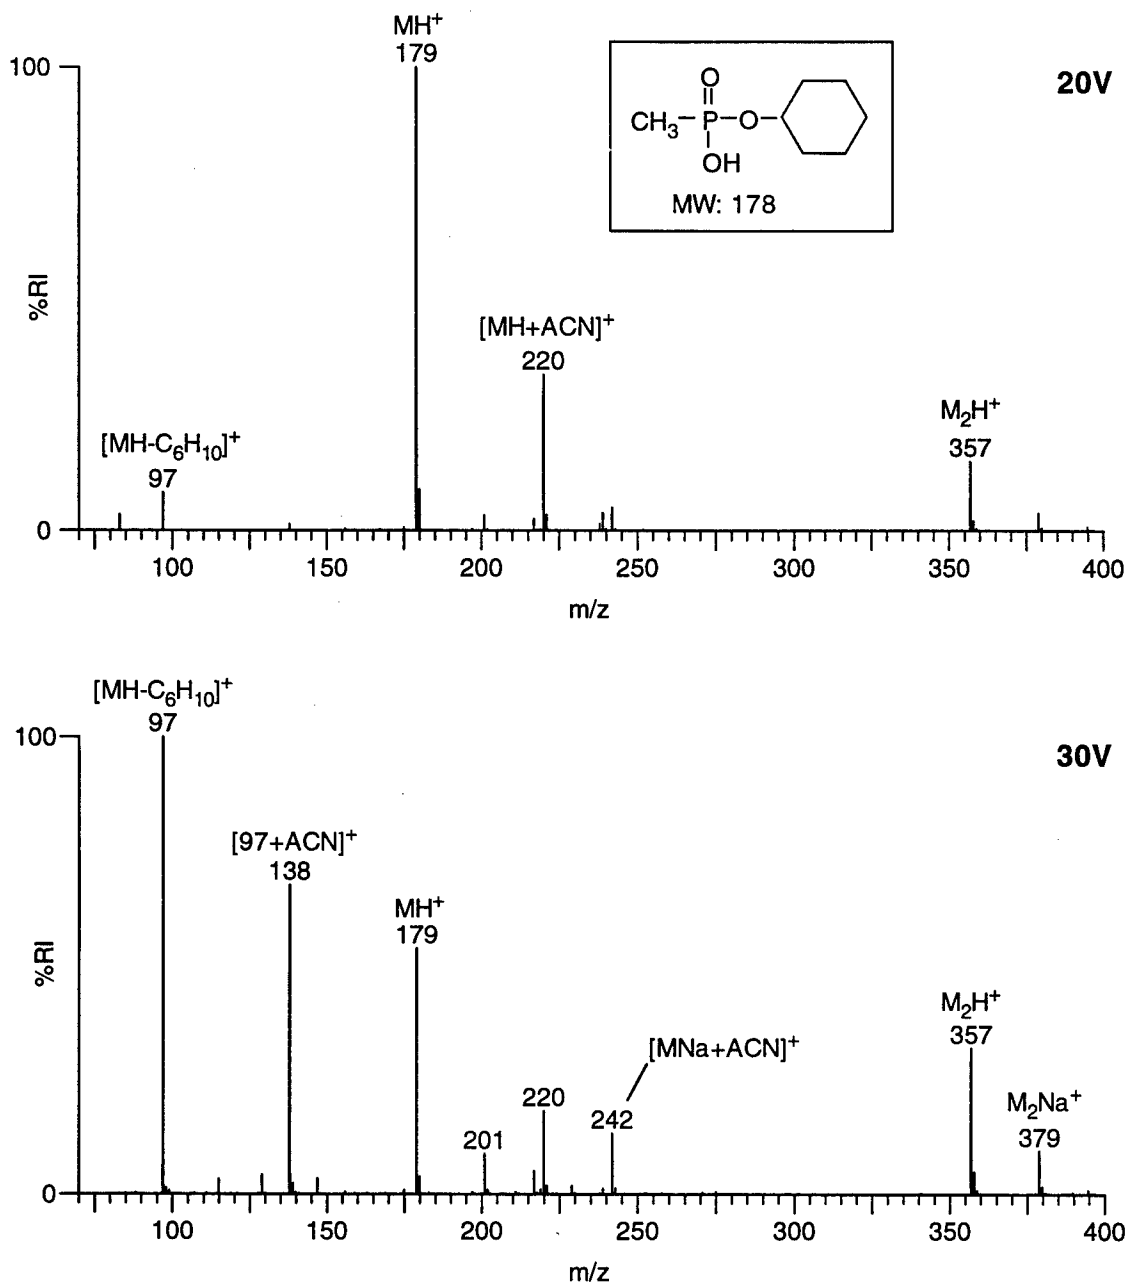 MH+
179
100
20V
O
CH3-P-O
OH
MW: 178
%RI
[MH+ACN]+
220
M2H+
357
[MH-C6H10]+
97
0
100 150 200 250 300 350 400
m/z
[MH-C6H10]+
97
100
30V
[97+ACN]+
138
MH+
179
%RI
M2H+
357
[MNa+ACN]+
220
242
M2Na+
379
201
0
100 150 200 250 300 350 400
m/z